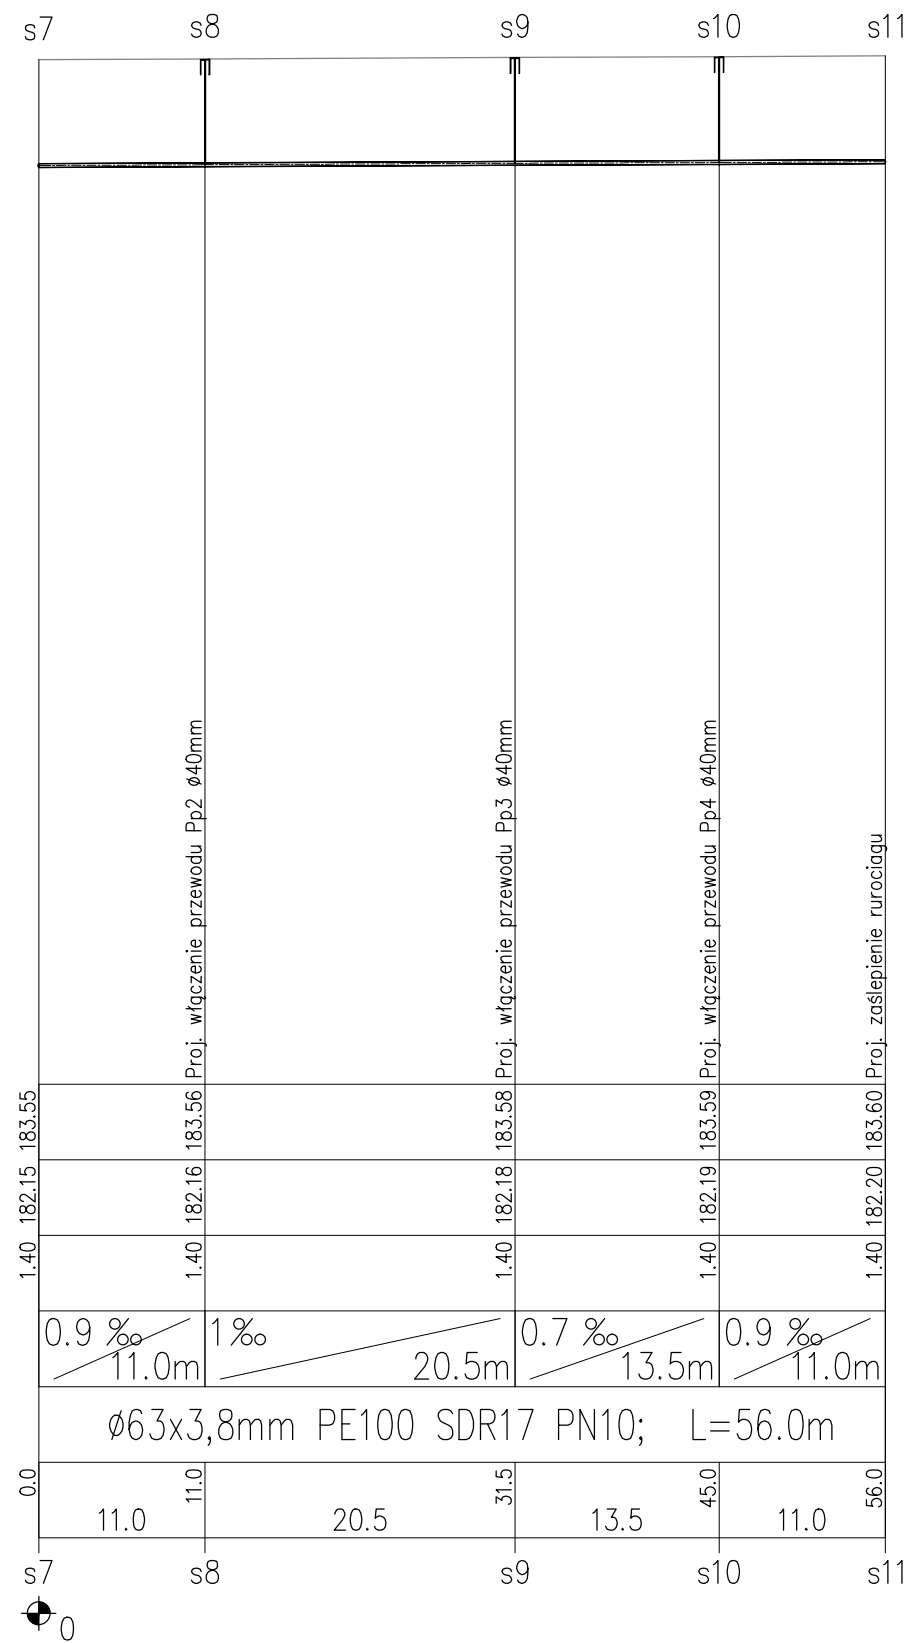 s7 s8 s9 s10 s11
Proj. włączenie przewodu Pp2 ø40mm
Proj. włączenie przewodu Pp3 ø40mm
Proj. włączenie przewodu Pp4 ø40mm
Proj. zaślepienie rurociągu
183.55 183.56 183.58 183.59 183.60
182.15 182.16 182.18 182.19 182.20
1.40 1.40 1.40 1.40 1.40
0.9 ‰ 1‰ 0.7 ‰ 0.9 ‰
11.0m 20.5m 13.5m 11.0m
ø63x3,8mm PE100 SDR17 PN10; L=56.0m
0.0 11.0 31.5 45.0 56.0
11.0 20.5 13.5 11.0
s7 s8 s9 s10 s11
0